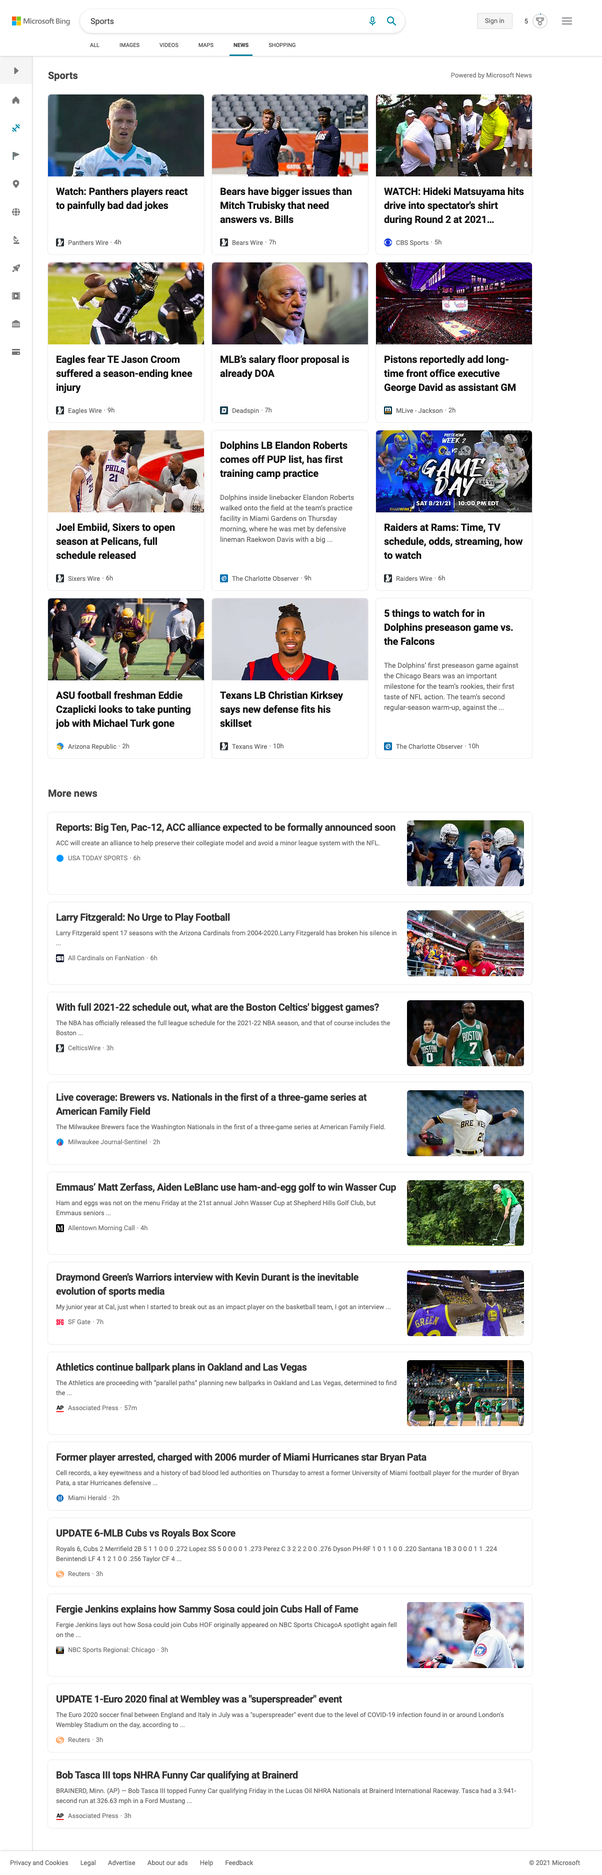 Microsoft Bing
Sports
Sign in
5
ALL IMAGES VIDEOS MAPS NEWS SHOPPING
Sports
Powered by Microsoft News
Watch: Panthers players react
to painfully bad dad jokes
Panthers Wire · 4h
Bears have bigger issues than
Mitch Trubisky that need
answers vs. Bills
Bears Wire · 7h
WATCH: Hideki Matsuyama hits
drive into spectator's shirt
during Round 2 at 2021...
CBS Sports · 5h
Eagles fear TE Jason Croom
suffered a season-ending knee
injury
Eagles Wire · 9h
MLB's salary floor proposal is
already DOA
Deadspin · 7h
Pistons reportedly add long-
time front office executive
George David as assistant GM
MLive - Jackson · 2h
PHILA
21
Joel Embiid, Sixers to open
season at Pelicans, full
schedule released
Sixers Wire · 6h
Dolphins LB Elandon Roberts
comes off PUP list, has first
training camp practice
Dolphins inside linebacker Elandon Roberts
walked onto the field at the team's practice
facility in Miami Gardens on Thursday
morning, where he was met by defensive
lineman Raekwon Davis with a big ...
The Charlotte Observer · 9h
WEEK 2
GAME
DAY
SAT 8/21/21 | 10:00 PM EDT
Raiders at Rams: Time, TV
schedule, odds, streaming, how
to watch
Raiders Wire · 6h
ASU football freshman Eddie
Czaplicki looks to take punting
job with Michael Turk gone
Arizona Republic · 2h
Texans LB Christian Kirksey
says new defense fits his
skillset
Texans Wire · 10h
5 things to watch for in
Dolphins preseason game vs.
the Falcons
The Dolphins' first preseason game against
the Chicago Bears was an important
milestone for the team's rookies, their first
taste of NFL action. The team's second
regular-season warm-up, against the ...
The Charlotte Observer · 10h
More news
Reports: Big Ten, Pac-12, ACC alliance expected to be formally announced soon
ACC will create an alliance to help preserve their collegiate model and avoid a minor league system with the NFL.
USA TODAY SPORTS · 6h
4
Larry Fitzgerald: No Urge to Play Football
Larry Fitzgerald spent 17 seasons with the Arizona Cardinals from 2004-2020.Larry Fitzgerald has broken his silence in
...
All Cardinals on FanNation · 6h
With full 2021-22 schedule out, what are the Boston Celtics' biggest games?
The NBA has officially released the full league schedule for the 2021-22 NBA season, and that of course includes the
Boston ...
CelticsWire · 3h
BOSTON
0
7
Live coverage: Brewers vs. Nationals in the first of a three-game series at
American Family Field
The Milwaukee Brewers face the Washington Nationals in the first of a three-game series at American Family Field.
Milwaukee Journal-Sentinel · 2h
Emmaus' Matt Zerfass, Aiden LeBlanc use ham-and-egg golf to win Wasser Cup
Ham and eggs was not on the menu Friday at the 21st annual John Wasser Cup at Shepherd Hills Golf Club, but
Emmaus seniors ...
Allentown Morning Call · 4h
Draymond Green's Warriors interview with Kevin Durant is the inevitable
evolution of sports media
My junior year at Cal, just when I started to break out as an impact player on the basketball team, I got an interview ...
SF Gate · 7h
GREEN
Athletics continue ballpark plans in Oakland and Las Vegas
The Athletics are proceeding with "parallel paths" planning new ballparks in Oakland and Las Vegas, determined to find
the ...
AP Associated Press · 57m
Former player arrested, charged with 2006 murder of Miami Hurricanes star Bryan Pata
Cell records, a key eyewitness and a history of bad blood led authorities on Thursday to arrest a former University of Miami football player for the murder of Bryan
Pata, a star Hurricanes defensive ...
Miami Herald · 2h
UPDATE 6-MLB Cubs vs Royals Box Score
Royals 6, Cubs 2 Merrifield 2B 5 1 1 0 0 0 .272 Lopez SS 5 0 0 0 0 1 .273 Perez C 3 2 2 2 0 0 .276 Dyson PH-RF 1 0 1 1 0 0 .220 Santana 1B 3 0 0 0 1 1 .224
Benintendi LF 4 1 2 1 0 0 .256 Taylor CF 4 ...
Reuters · 3h
Fergie Jenkins explains how Sammy Sosa could join Cubs Hall of Fame
Fergie Jenkins lays out how Sosa could join Cubs HOF originally appeared on NBC Sports ChicagoA spotlight again fell
on the ...
NBC Sports Regional: Chicago · 3h
UPDATE 1-Euro 2020 final at Wembley was a "superspreader" event
The Euro 2020 soccer final between England and Italy in July was a "superspreader" event due to the level of COVID-19 infection found in or around London's
Wembley Stadium on the day, according to ...
Reuters · 3h
Bob Tasca III tops NHRA Funny Car qualifying at Brainerd
BRAINERD, Minn. (AP) — Bob Tasca III topped Funny Car qualifying Friday in the Lucas Oil NHRA Nationals at Brainerd International Raceway. Tasca had a 3.941-
second run at 326.63 mph in a Ford Mustang ...
AP Associated Press · 3h
Privacy and Cookies Legal Advertise About our ads Help Feedback
© 2021 Microsoft